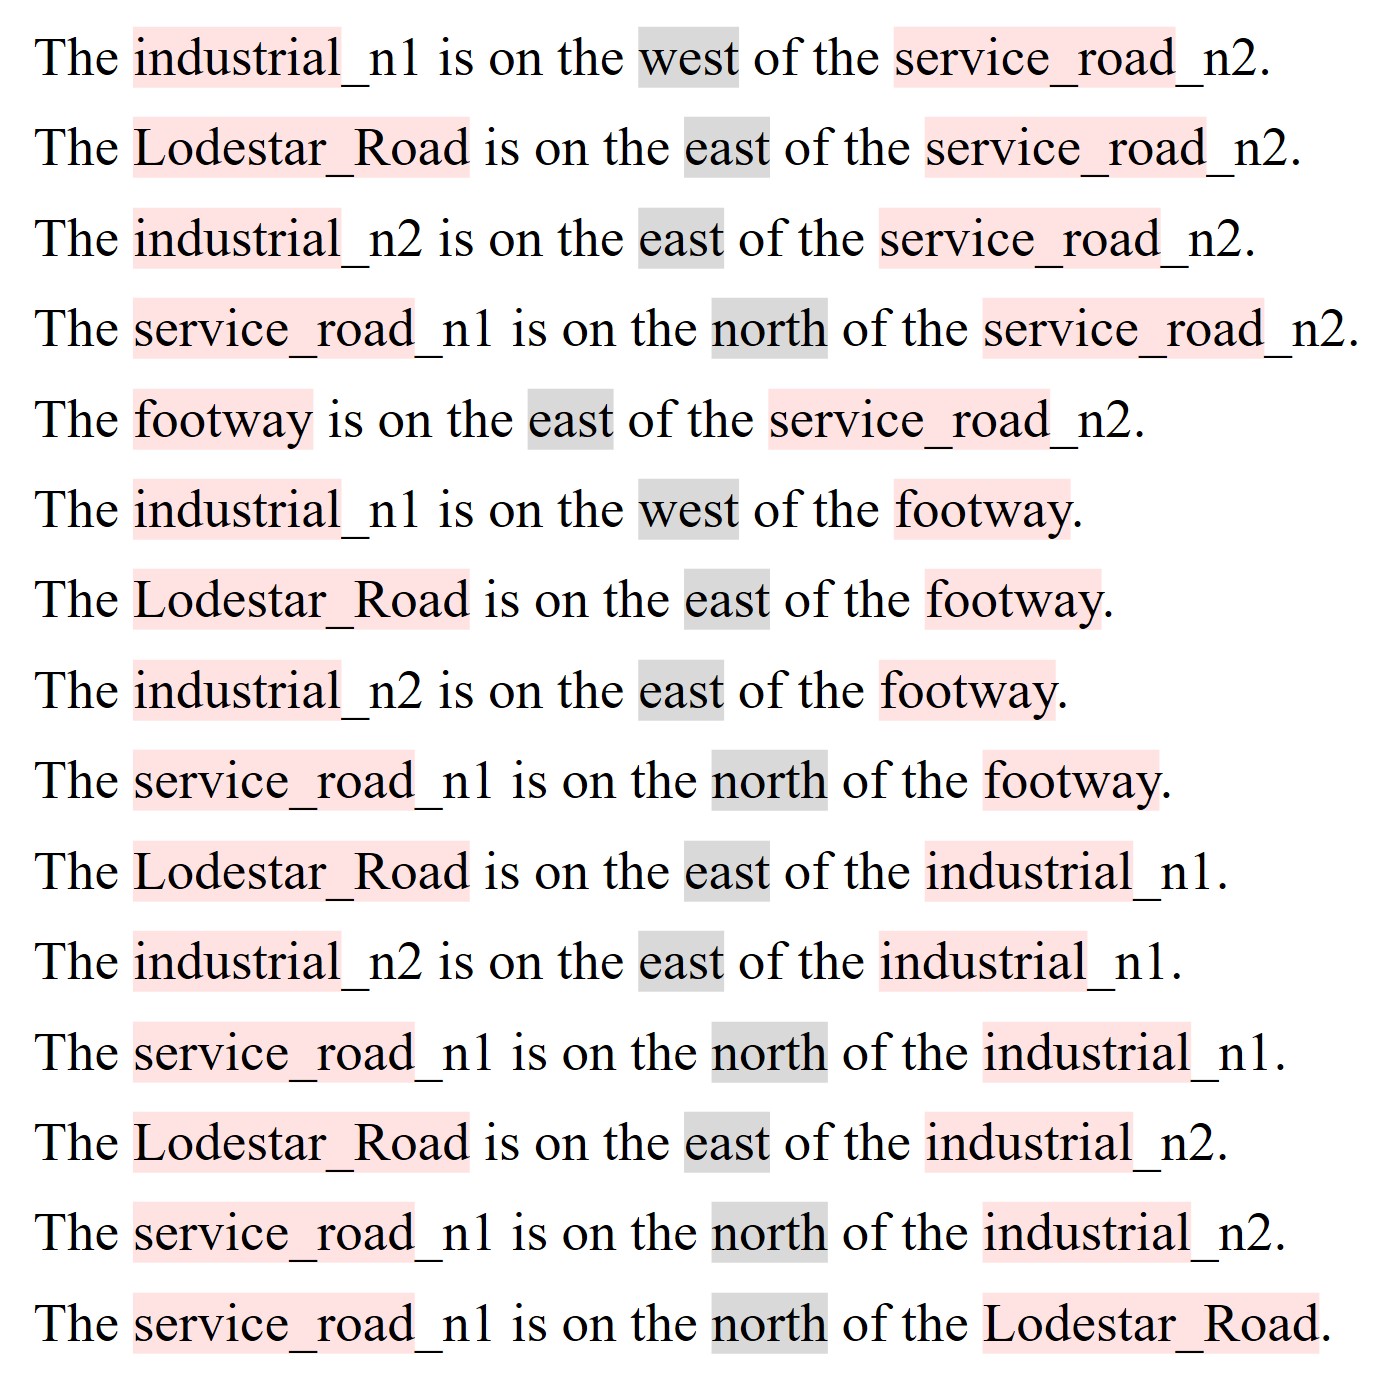 The industrial_n1 is on the west of the service_road_n2.
The Lodestar_Road is on the east of the service_road_n2.
The industrial_n2 is on the east of the service_road_n2.
The service_road_n1 is on the north of the service_road_n2.
The footway is on the east of the service_road_n2.
The industrial_n1 is on the west of the footway.
The Lodestar_Road is on the east of the footway.
The industrial_n2 is on the east of the footway.
The service_road_n1 is on the north of the footway.
The Lodestar_Road is on the east of the industrial_n1.
The industrial_n2 is on the east of the industrial_n1.
The service_road_n1 is on the north of the industrial_n1.
The Lodestar_Road is on the east of the industrial_n2.
The service_road_n1 is on the north of the industrial_n2.
The service_road_n1 is on the north of the Lodestar_Road.